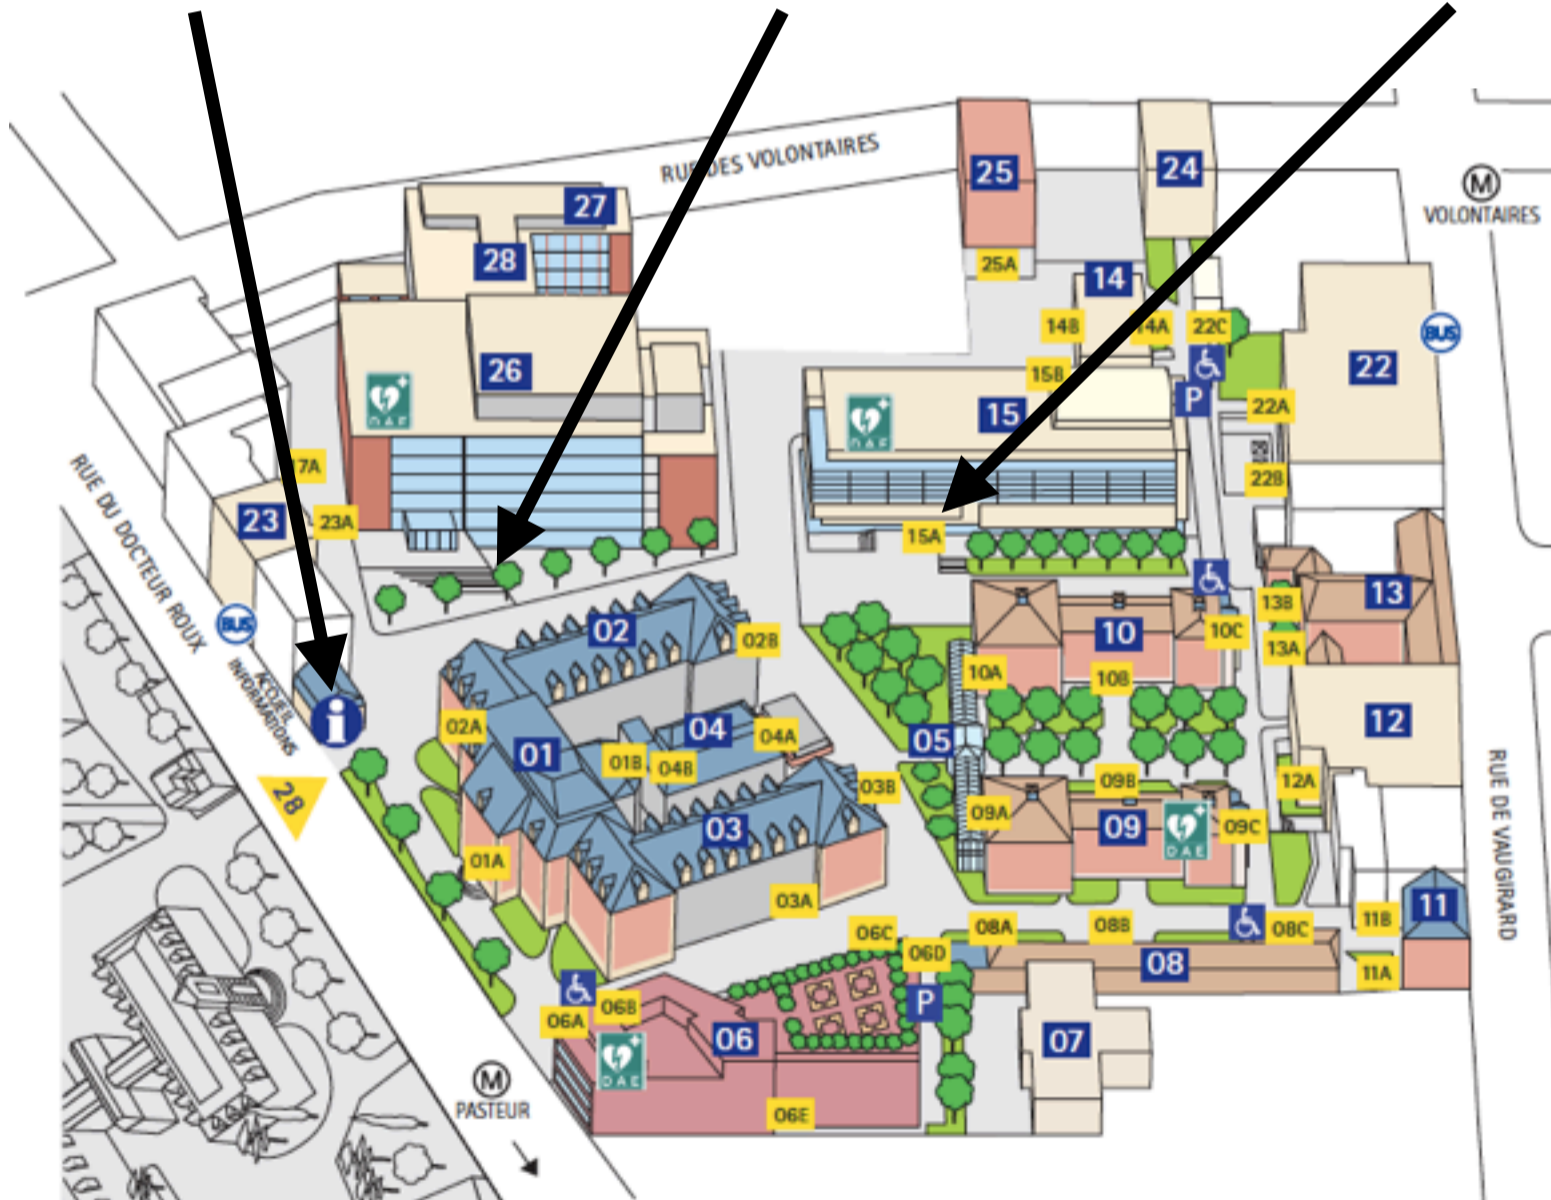 RUE DES VOLONTAIRES
25
24
M
VOLONTAIRES
27
28
25A
14
14B
14A
22C
BUS
26
15B
22
DAE
DAE
15
P
22A
17A
22B
23
23A
15A
RUE DU DOCTEUR ROUX
BUS
ACCUEIL
INFORMATIONS
i
02
02B
10
10C
13B
13
13A
10A
10B
02A
01
04
04A
05
12
01B
04B
03B
09B
12A
28
03
09A
09
DAE
09C
01A
03A
RUE DE VAUGIRARD
06C
08A
08B
08C
11B
11
06D
08
11A
06B
06A
P
06
07
DAE
M
PASTEUR
06E